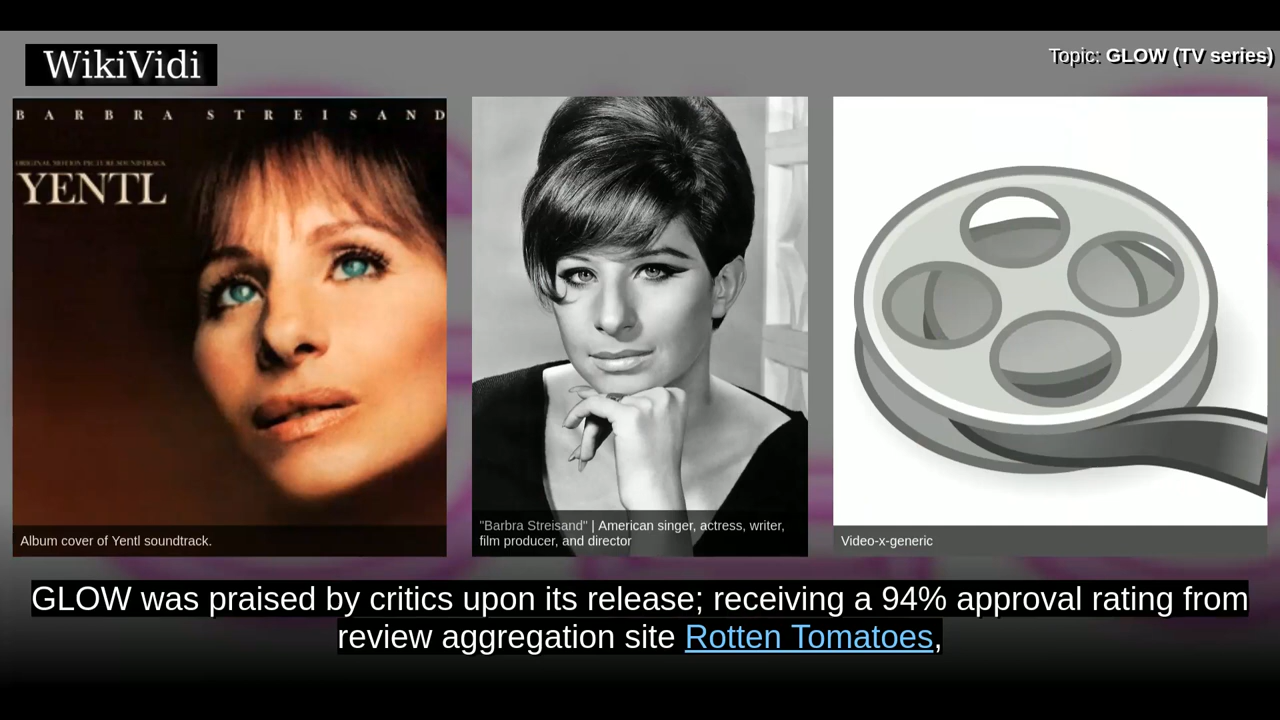 WikiVidi
Topic: GLOW (TV series)
BARBRA STREISAND
ORIGINAL MOTION PICTURE SOUNDTRACK
YENTL
Album cover of Yentl soundtrack.
"Barbra Streisand" | American singer, actress, writer,
film producer, and director
Video-x-generic
GLOW was praised by critics upon its release; receiving a 94% approval rating from
review aggregation site Rotten Tomatoes,